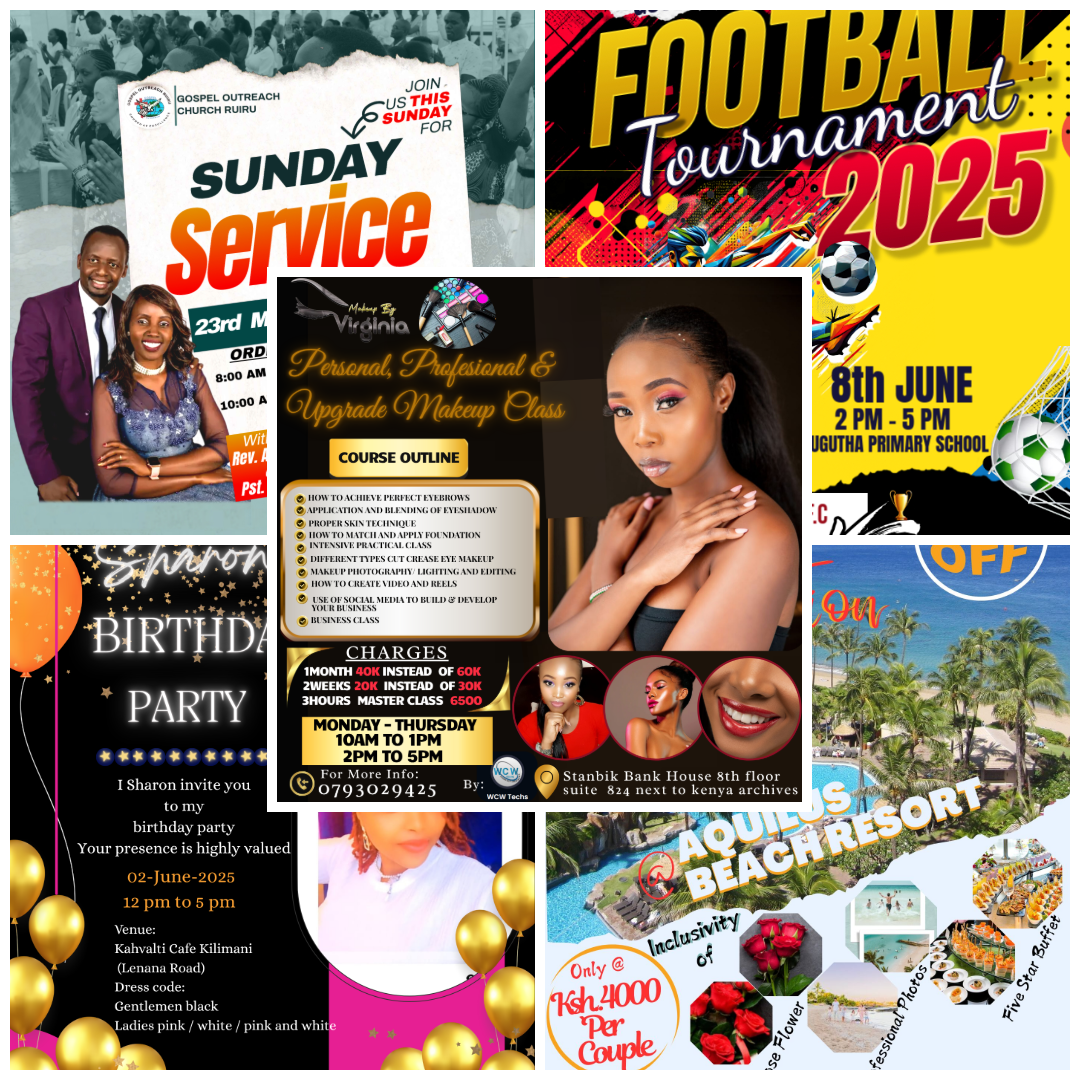 GOSPEL OUTREACH
CHURCH RUIRU
JOIN
US THIS
SUNDAY
FOR
SUNDAY
Service
23rd M
8:00 AM
10:00 A
With
Rev. A
Pst.
FOOTBALL
Tournament
2025
8th JUNE
2 PM - 5 PM
UGUTHA PRIMARY SCHOOL
Makeup By
Virginia
Personal, Profesional &
Upgrade Makeup Class
COURSE OUTLINE
HOW TO ACHIEVE PERFECT EYEBROWS
APPLICATION AND BLENDING OF EYESHADOW
PROPER SKIN TECHNIQUE
HOW TO MATCH AND APPLY FOUNDATION
INTENSIVE PRACTICAL CLASS
DIFFERENT TYPES CUT CREASE EYE MAKEUP
MAKEUP PHOTOGRAPHY/ LIGHTING AND EDITING
HOW TO CREATE VIDEO AND REELS
USE OF SOCIAL MEDIA TO BUILD & DEVELOP
YOUR BUSINESS
BUSINESS CLASS
CHARGES
1MONTH 40K INSTEAD OF 60K
2WEEKS 20K INSTEAD OF 30K
3HOURS MASTER CLASS 6500
MONDAY - THURSDAY
10AM TO 1PM
2PM TO 5PM
For More Info:
0793029425
By:
WCW
WCW Techs
Stanbik Bank House 8th floor
suite 824 next to kenya archives
Sharon
BIRTHDA
PARTY
I Sharon invite you
to my
birthday party
Your presence is highly valued
02-June-2025
12 pm to 5 pm
Venue:
Kahvalti Cafe Kilimani
(Lenana Road)
Dress code:
Gentlemen black
Ladies pink / white / pink and white
OFF
on
@ AQUILUS
BEACH RESORT
Inclusivity
of
Only @
Ksh.4000
Per
Couple
ose Flower
fessional Photos
Five Star Buffet